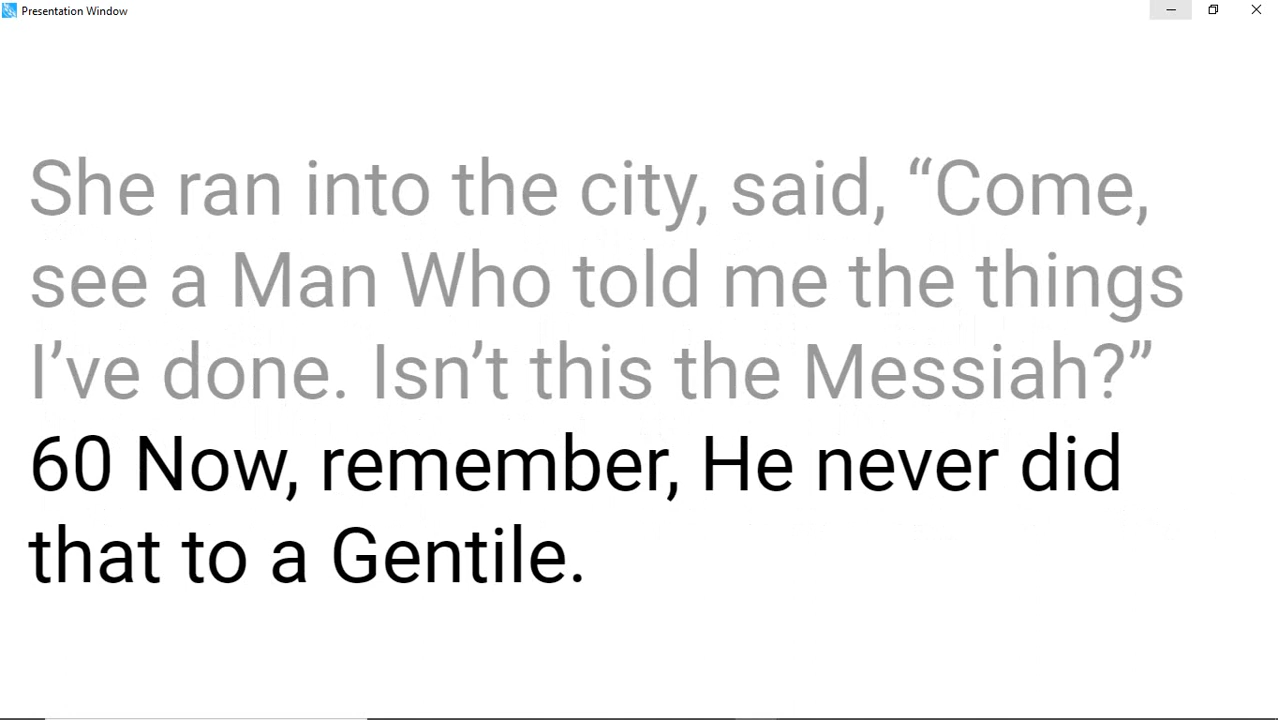 Presentation Window
She ran into the city, said, “Come,
see a Man Who told me the things
I’ve done. Isn’t this the Messiah?”
60 Now, remember, He never did
that to a Gentile.